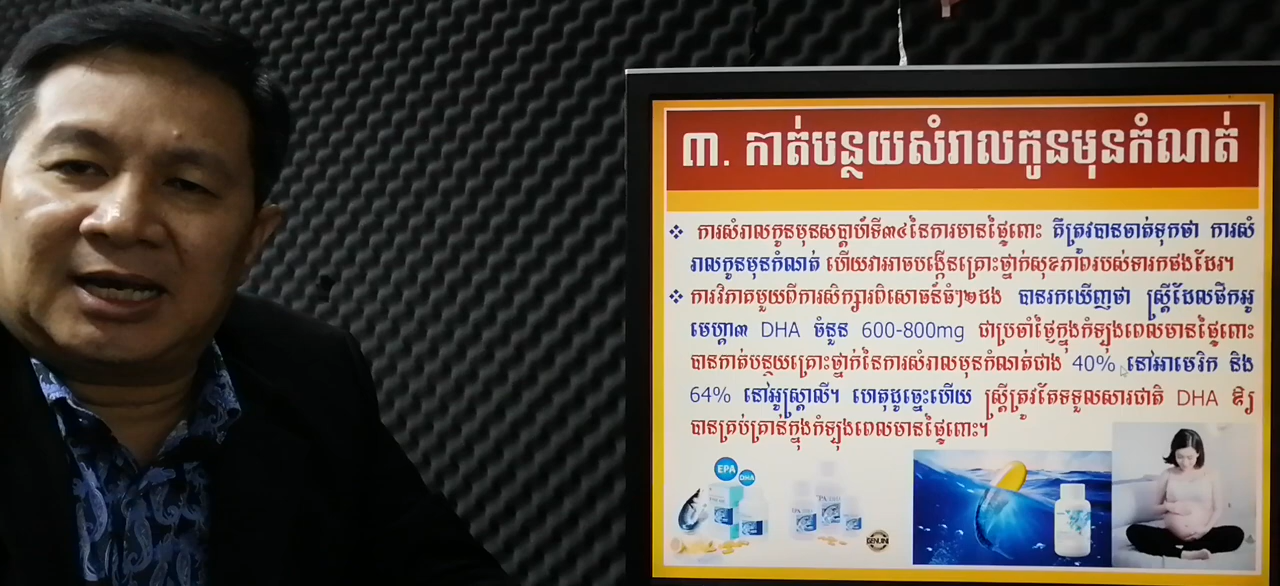 ៣. កាត់បន្ថយសំរាលកូនមុនកំណត់
❖ ការសំរាលកូនមុនសត្តាហ៍ទី៣៤នៃការមានផ្ទៃពោះ គឺត្រូវបានចាត់ទុកថា ការសំ
រាលកូនមុនកំណត់ ហើយវាអាចបង្កើនគ្រោះថ្នាក់សុខភាពរបស់ទារកផងដែរ។
❖ ការវិភាគមួយពីការសិក្សារពិសោធន៍ធំៗ២ដង បានរកឃើញថា ស្ត្រីដែលផឹកអូ
មេហ្គា៣ DHA ចំនួន 600-800mg ជាប្រចាំថ្ងៃក្នុងកំឡុងពេលមានផ្ទៃពោះ
បានកាត់បន្ថយគ្រោះថ្នាក់នៃការសំរាលមុនកំណត់ជាង 40% នៅអាមេរិក និង
64% នៅអូស្ត្រាលី។ ហេតុដូច្នេះហើយ ស្ត្រីត្រូវតែទទួលសារជាតិ DHA ឱ្យ
បានគ្រប់គ្រាន់ក្នុងកំឡុងពេលមានផ្ទៃពោះ។
EPA
DHA
GENUINE